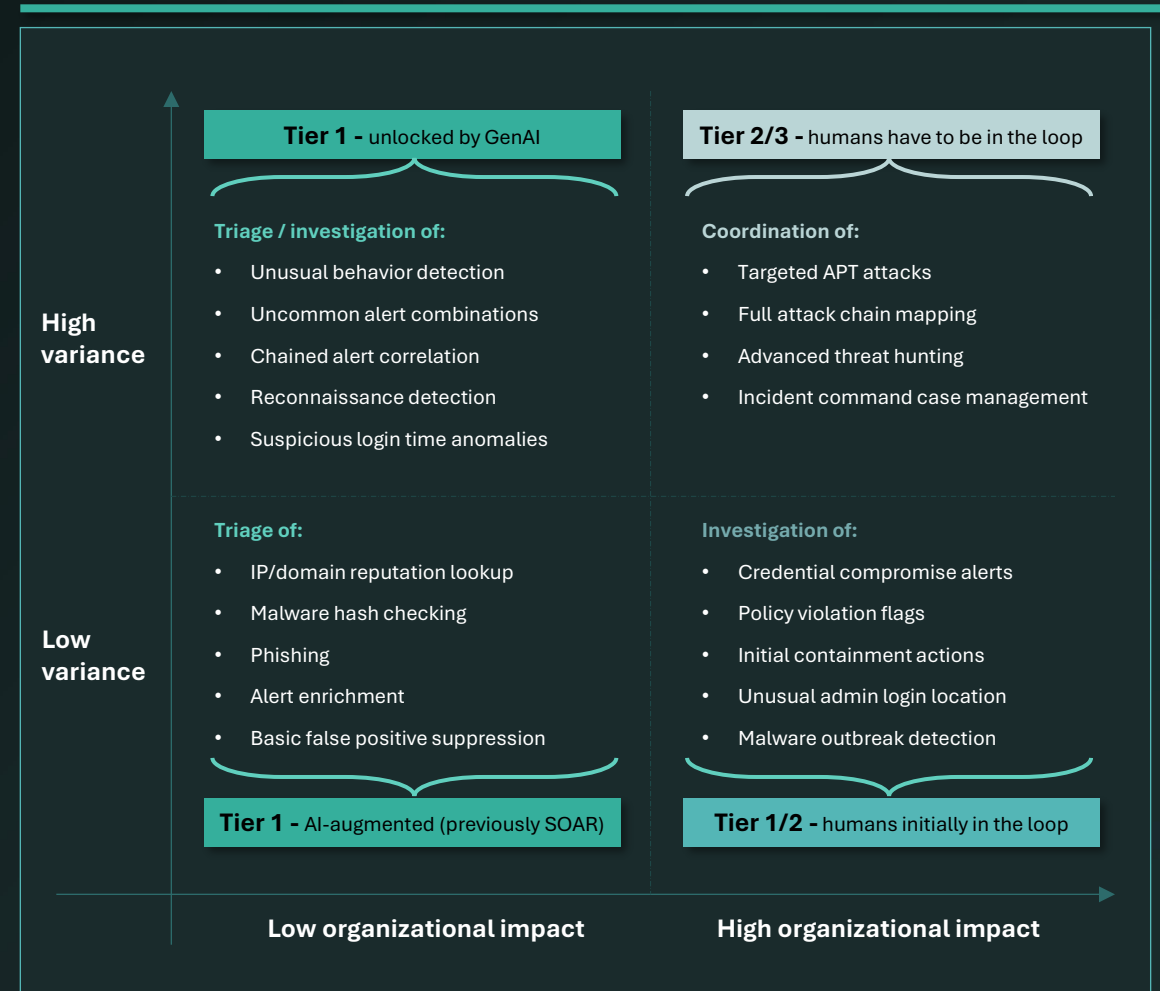 Tier 1 - unlocked by GenAI
Triage / investigation of:
• Unusual behavior detection
• Uncommon alert combinations
• Chained alert correlation
• Reconnaissance detection
• Suspicious login time anomalies
Tier 2/3 - humans have to be in the loop
Coordination of:
• Targeted APT attacks
• Full attack chain mapping
• Advanced threat hunting
• Incident command case management
High
variance
Triage of:
• IP/domain reputation lookup
• Malware hash checking
• Phishing
• Alert enrichment
• Basic false positive suppression
Tier 1 - AI-augmented (previously SOAR)
Investigation of:
• Credential compromise alerts
• Policy violation flags
• Initial containment actions
• Unusual admin login location
• Malware outbreak detection
Tier 1/2 - humans initially in the loop
Low
variance
Low organizational impact
High organizational impact